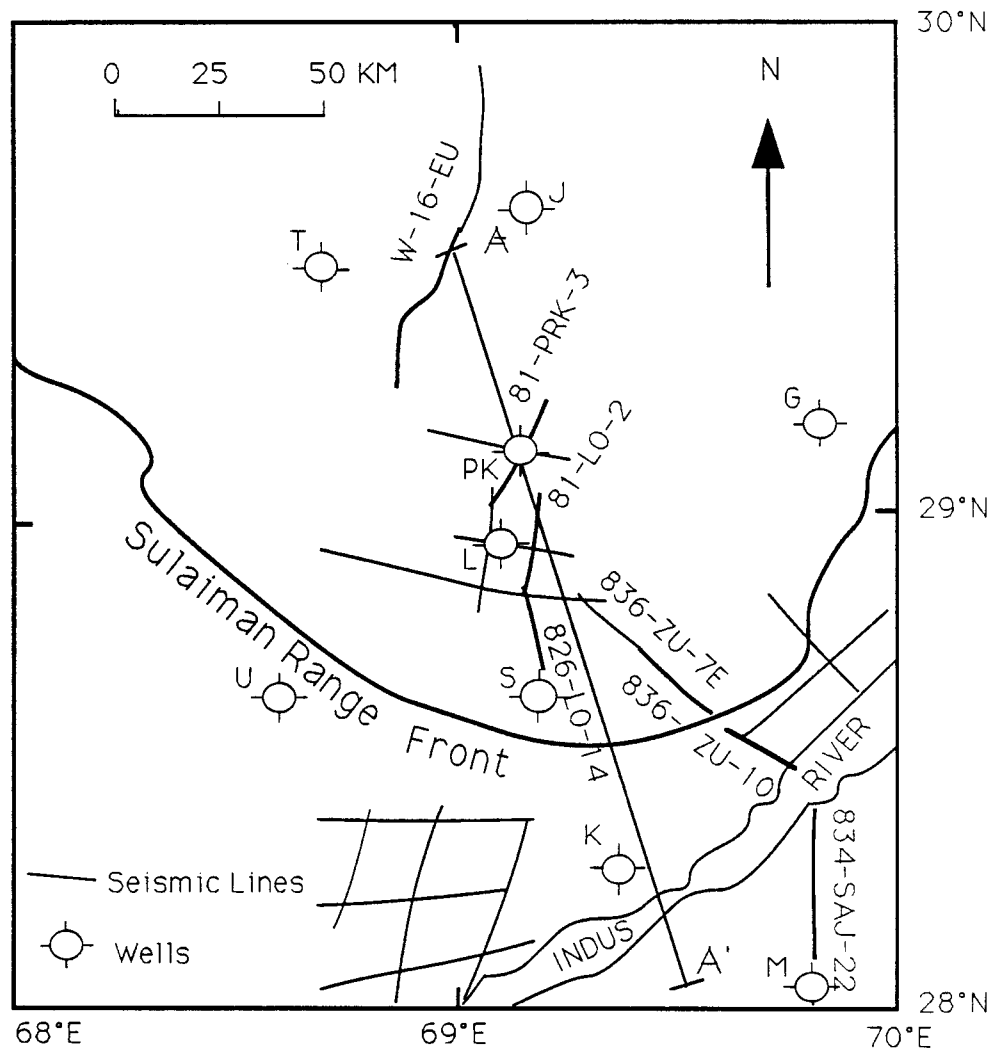 30°N
0 25 50 KM
N
W-16-EU
J
T
A
81-PRK-3
G
PK
81-LO-2
29°N
L
Sulaiman Range Front
836-ZU-7E
U
S
826-LO-14
836-ZU-10
RIVER
K
834-SAJ-22
Seismic Lines
INDUS
Wells
A'
M
28°N
68°E
69°E
70°E